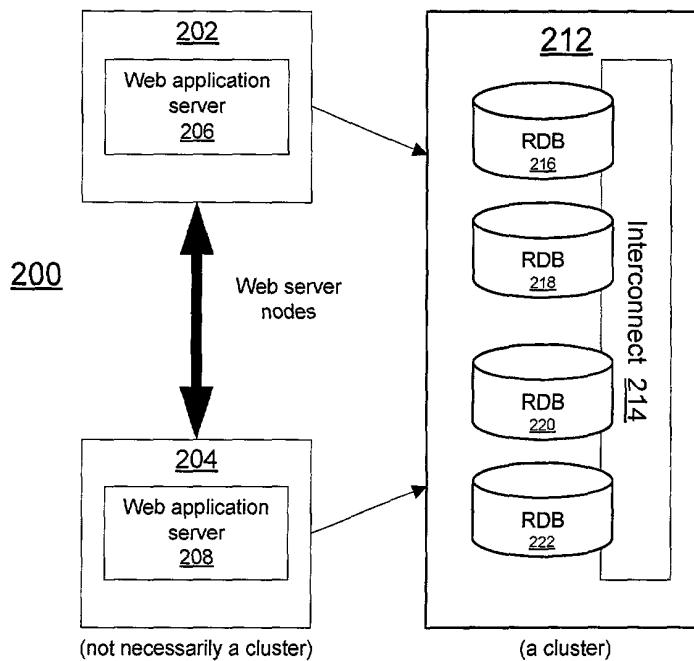 202
Web application
server
206
200
Web server
nodes
204
Web application
server
208
(not necessarily a cluster)
212
RDB
216
RDB
218
RDB
220
RDB
222
Interconnect 214
(a cluster)